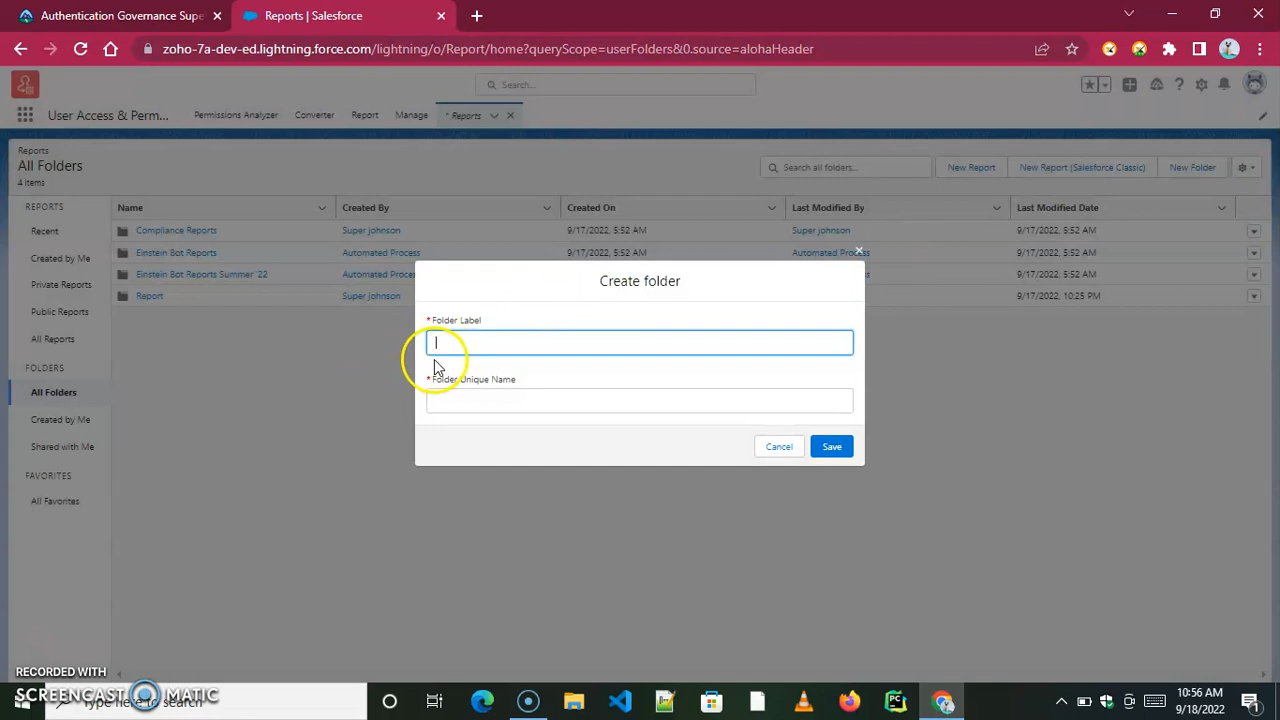 Authentication Governance Supe
Reports | Salesforce
zoho-7a-dev-ed.lightning.force.com/lightning/o/Report/home?queryScope=userFolders&0.source=alohaHeader
Search...
User Access & Perm...
Permissions Analyzer
Converter
Report
Manage
* Reports
Reports
All Folders
4 items
Search all folders...
New Report
New Report (Salesforce Classic)
New Folder
REPORTS
Recent
Created by Me
Private Reports
Public Reports
All Reports
FOLDERS
All Folders
Created by Me
Shared with Me
FAVORITES
All Favorites
Name
Created By
Created On
Last Modified By
Last Modified Date
Compliance Reports
Super johnson
9/17/2022, 5:52 AM
Super johnson
9/17/2022, 5:52 AM
Einstein Bot Reports
Automated Process
9/17/2022, 5:52 AM
Automated Process
9/17/2022, 5:52 AM
Einstein Bot Reports Summer '22
Automated
9/17/2022, 5:52 AM
Report
Super johnson
9/17/2022, 10:25 PM
Create folder
* Folder Label
* Folder Unique Name
Cancel
Save
RECORDED WITH
SCREENCAST MATIC
Type here to search
10:56 AM
9/18/2022
1